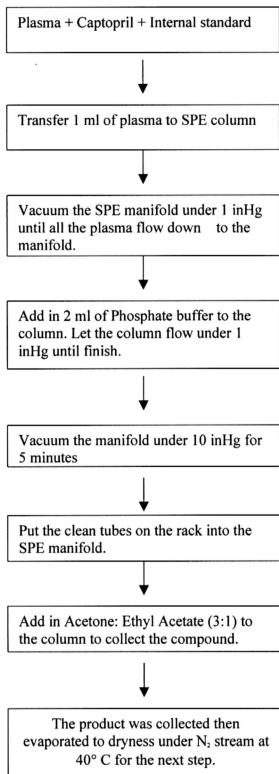 Plasma + Captopril + Internal standard
Transfer 1 ml of plasma to SPE column
Vacuum the SPE manifold under 1 inHg
until all the plasma flow down to the
manifold.
Add in 2 ml of Phosphate buffer to the
column. Let the column flow under 1
inHg until finish.
Vacuum the manifold under 10 inHg for
5 minutes
Put the clean tubes on the rack into the
SPE manifold.
Add in Acetone: Ethyl Acetate (3:1) to
the column to collect the compound.
The product was collected then
evaporated to dryness under N₂ stream at
40° C for the next step.